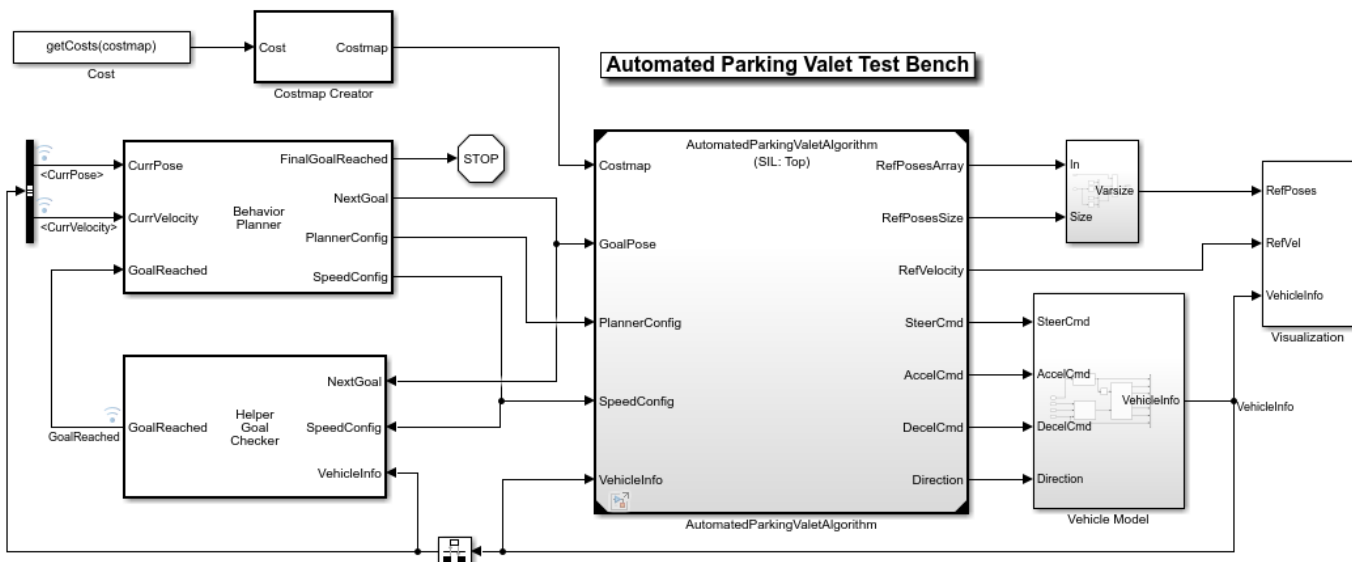 getCosts(costmap)
Cost
Cost
Costmap
Costmap Creator
Automated Parking Valet Test Bench
CurrPose
<CurrPose>
CurrVelocity
<CurrVelocity>
GoalReached
Behavior
Planner
FinalGoalReached
NextGoal
PlannerConfig
SpeedConfig
STOP
GoalReached
GoalReached
Helper
Goal
Checker
NextGoal
SpeedConfig
VehicleInfo
AutomatedParkingValetAlgorithm
(SIL: Top)
Costmap
GoalPose
PlannerConfig
SpeedConfig
VehicleInfo
RefPosesArray
RefPosesSize
RefVelocity
SteerCmd
AccelCmd
DecelCmd
Direction
AutomatedParkingValetAlgorithm
In
Size
Varsize
SteerCmd
AccelCmd
DecelCmd
Direction
VehicleInfo
Vehicle Model
VehicleInfo
RefPoses
RefVel
VehicleInfo
Visualization